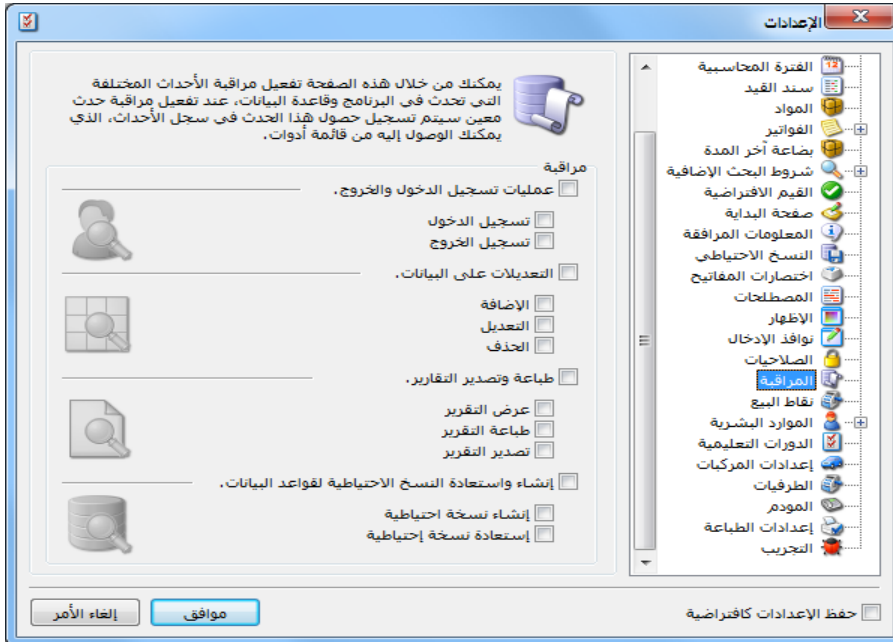 الإعدادات
الفترة المحاسبية
سند القيد
المواد
الفواتير
بضاعة آخر المدة
شروط البحث الإضافية
القيم الافتراضية
صفحة البداية
المعلومات المرافقة
النسخ الاحتياطي
اختصارات المفاتيح
المصطلحات
الإظهار
نوافذ الإدخال
الصلاحيات
المراقبة
نقاط البيع
الموارد البشرية
الدورات التعليمية
إعدادات المركبات
الطرفيات
المودم
إعدادات الطباعة
التجريب
يمكنك من خلال هذه الصفحة تفعيل مراقبة الأحداث المختلفة
التي تحدث في البرنامج وقاعدة البيانات، عند تفعيل مراقبة حدث
معين سيتم تسجيل حصول هذا الحدث في سجل الأحداث، الذي
يمكنك الوصول إليه من قائمة أدوات.
مراقبة
عمليات تسجيل الدخول والخروج.
تسجيل الدخول
تسجيل الخروج
التعديلات على البيانات.
الإضافة
التعديل
الحذف
طباعة وتصدير التقارير.
عرض التقرير
طباعة التقرير
تصدير التقرير
إنشاء واستعادة النسخ الاحتياطية لقواعد البيانات.
إنشاء نسخة احتياطية
إستعادة نسخة إحتياطية
حفظ الإعدادات كافتراضية
موافق
إلغاء الأمر